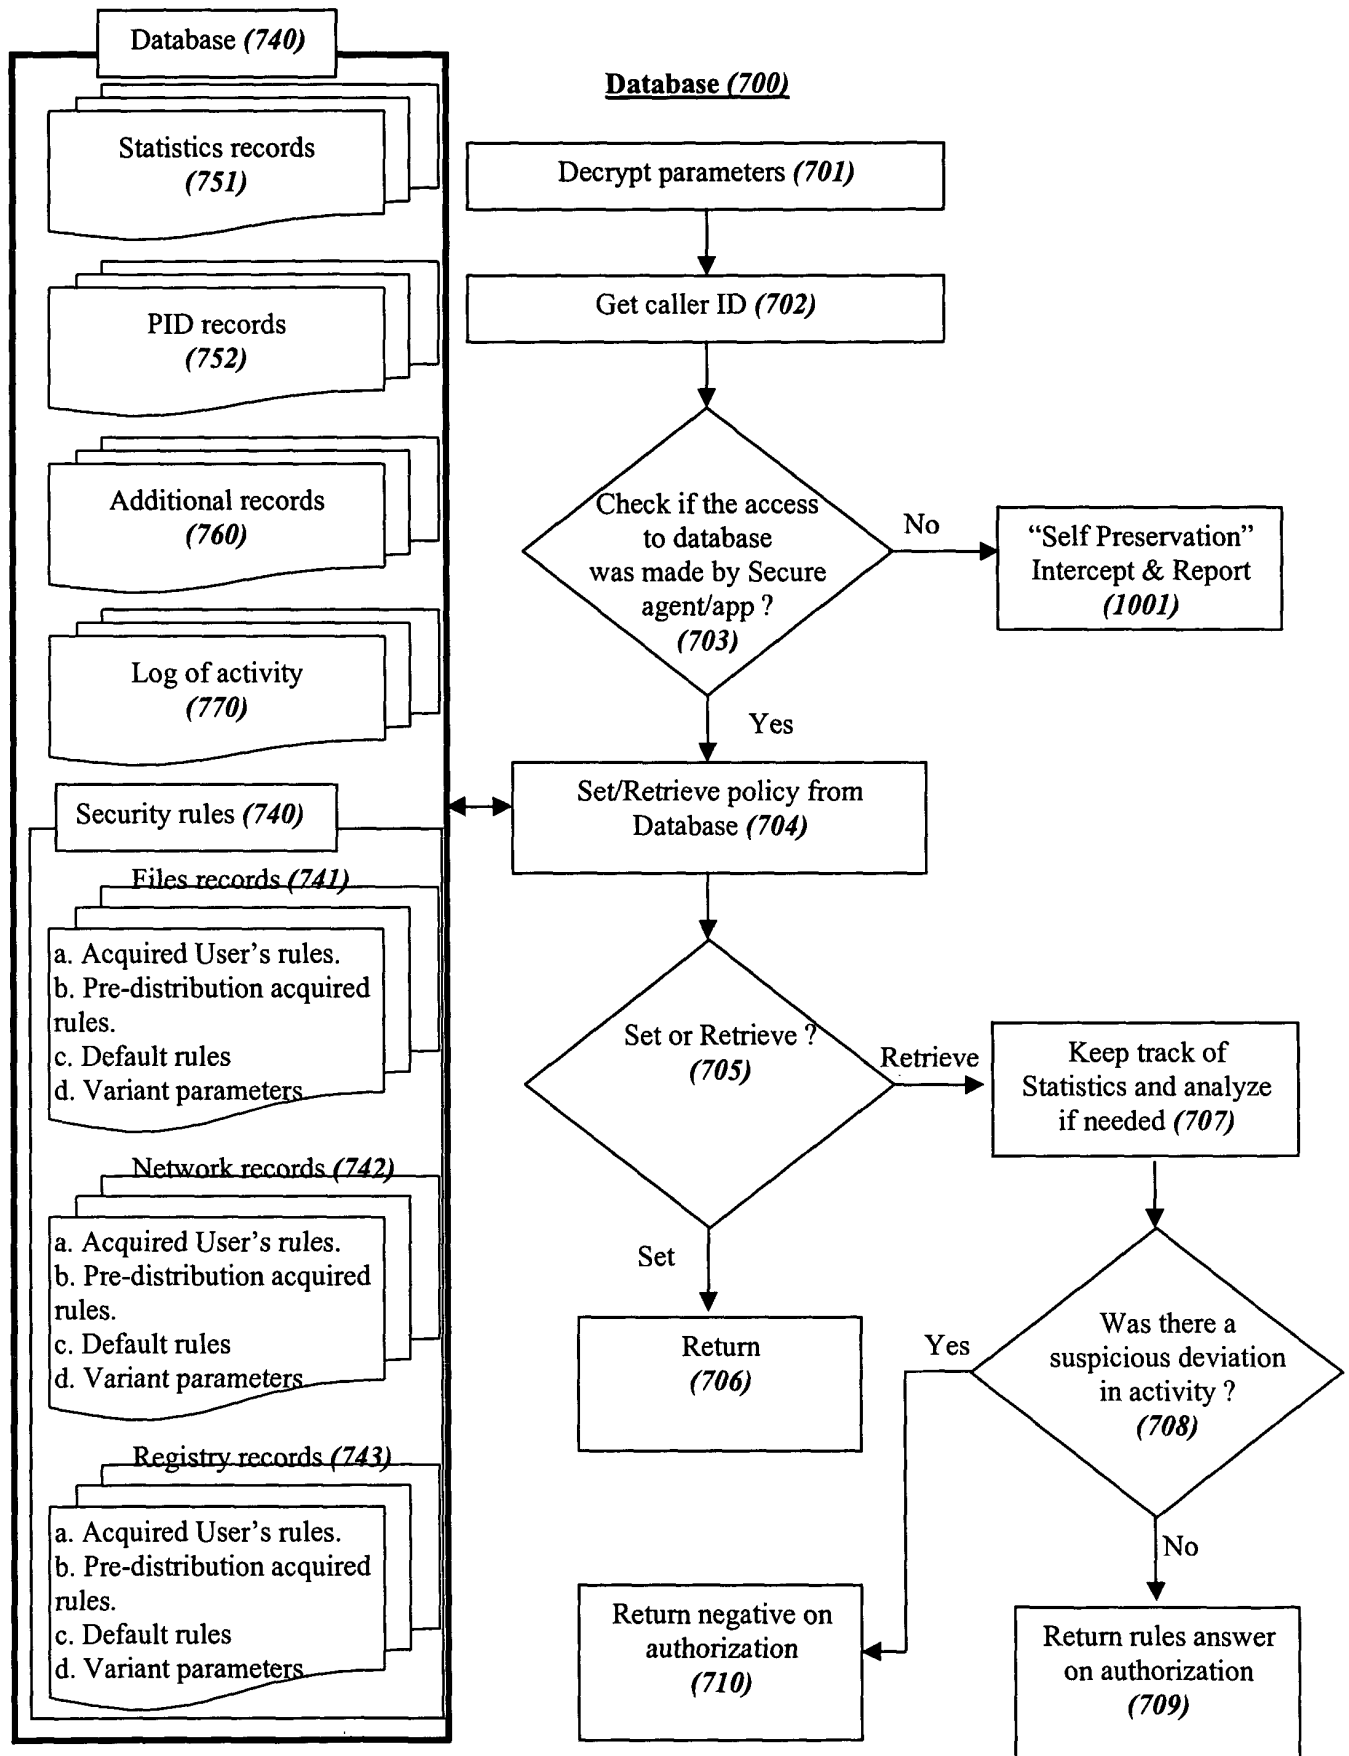 Database (740)
Statistics records
(751)
PID records
(752)
Additional records
(760)
Log of activity
(770)
Security rules (740)
Files records (741)
a. Acquired User's rules.
b. Pre-distribution acquired
rules.
c. Default rules
d. Variant parameters
Network records (742)
a. Acquired User's rules.
b. Pre-distribution acquired
rules.
c. Default rules
d. Variant parameters
Registry records (743)
a. Acquired User's rules.
b. Pre-distribution acquired
rules.
c. Default rules
d. Variant parameters
Database (700)
Decrypt parameters (701)
Get caller ID (702)
Check if the access
to database
was made by Secure
agent/app ?
(703)
No
“Self Preservation”
Intercept & Report
(1001)
Yes
Set/Retrieve policy from
Database (704)
Set or Retrieve ?
(705)
Retrieve
Keep track of
Statistics and analyze
if needed (707)
Set
Return
(706)
Was there a
suspicious deviation
in activity ?
(708)
Yes
No
Return negative on
authorization
(710)
Return rules answer
on authorization
(709)